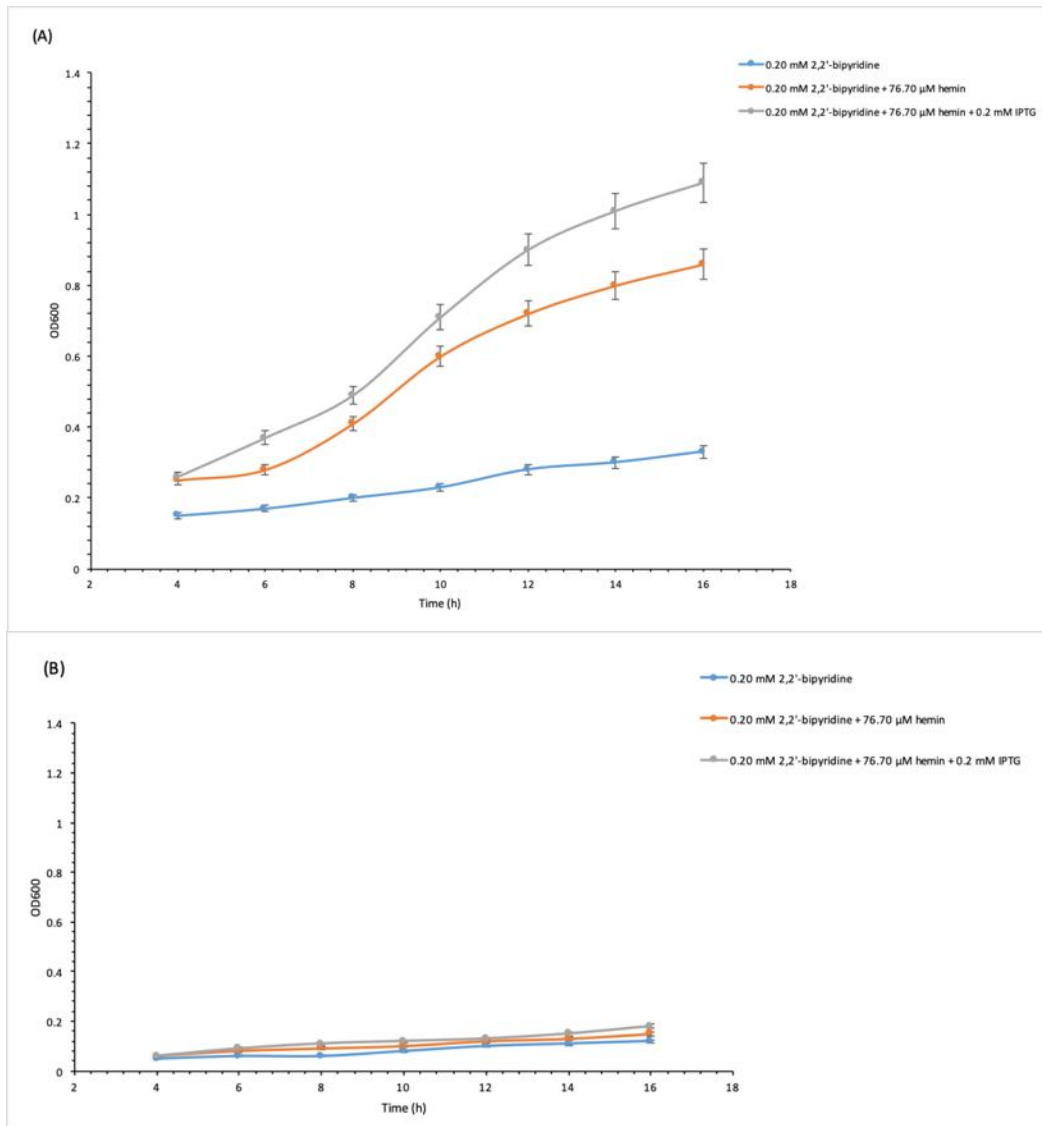 (A)
0.20 mM 2,2'-bipyridine
0.20 mM 2,2'-bipyridine + 76.70 µM hemin
0.20 mM 2,2'-bipyridine + 76.70 µM hemin + 0.2 mM IPTG
1.4
1.2
1
0.8
0.6
0.4
0.2
0
OD600
2 4 6 8 10 12 14 16 18
Time (h)
(B)
0.20 mM 2,2'-bipyridine
0.20 mM 2,2'-bipyridine + 76.70 µM hemin
0.20 mM 2,2'-bipyridine + 76.70 µM hemin + 0.2 mM IPTG
1.4
1.2
1
0.8
0.6
0.4
0.2
0
OD600
2 4 6 8 10 12 14 16 18
Time (h)